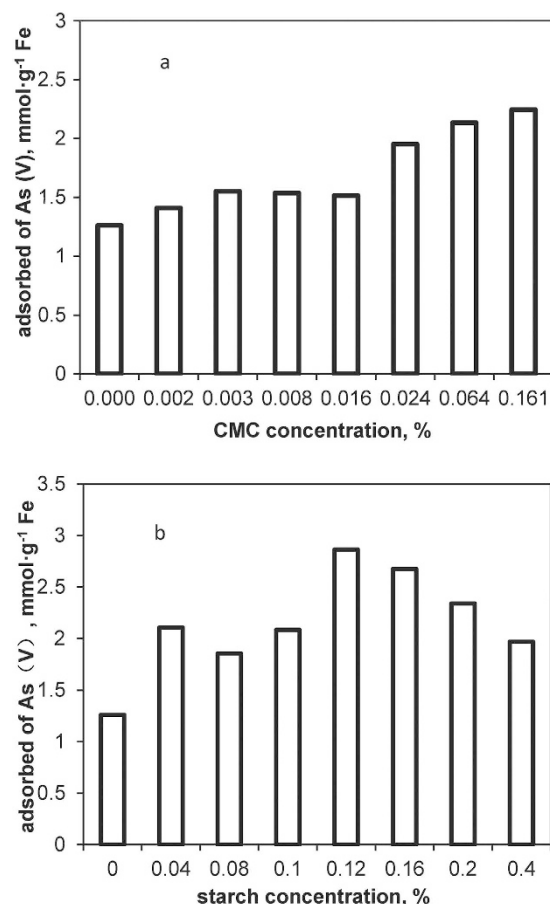 a
adsorbed of As (V), mmol·g⁻¹ Fe
3
2.5
2
1.5
1
0.5
0
0.000 0.002 0.003 0.008 0.016 0.024 0.064 0.161
CMC concentration, %
b
adsorbed of As（V）, mmol·g⁻¹ Fe
3.5
3
2.5
2
1.5
1
0.5
0
0 0.04 0.08 0.1 0.12 0.16 0.2 0.4
starch concentration, %